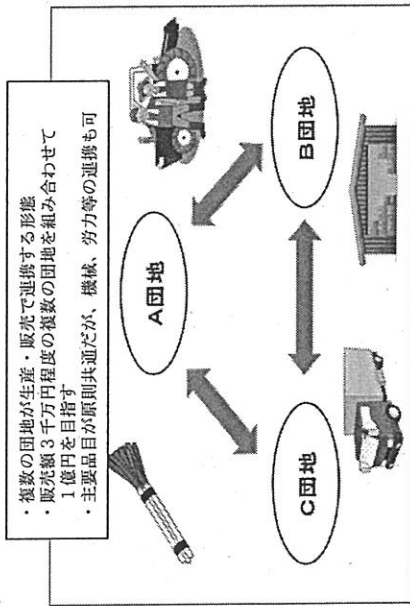 ・複数の団地が生産・販売で連携する形態
・販売額３千万円程度の複数の団地を組み合わせて
１億円を目指す
・主要品目が原則共通だが、機械、労力等の連携も可
A団地
B団地
C団地